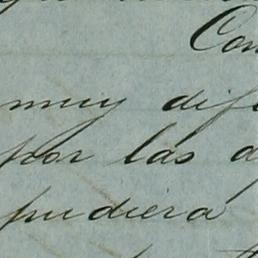 Con
muy dife
por las a
pudiera